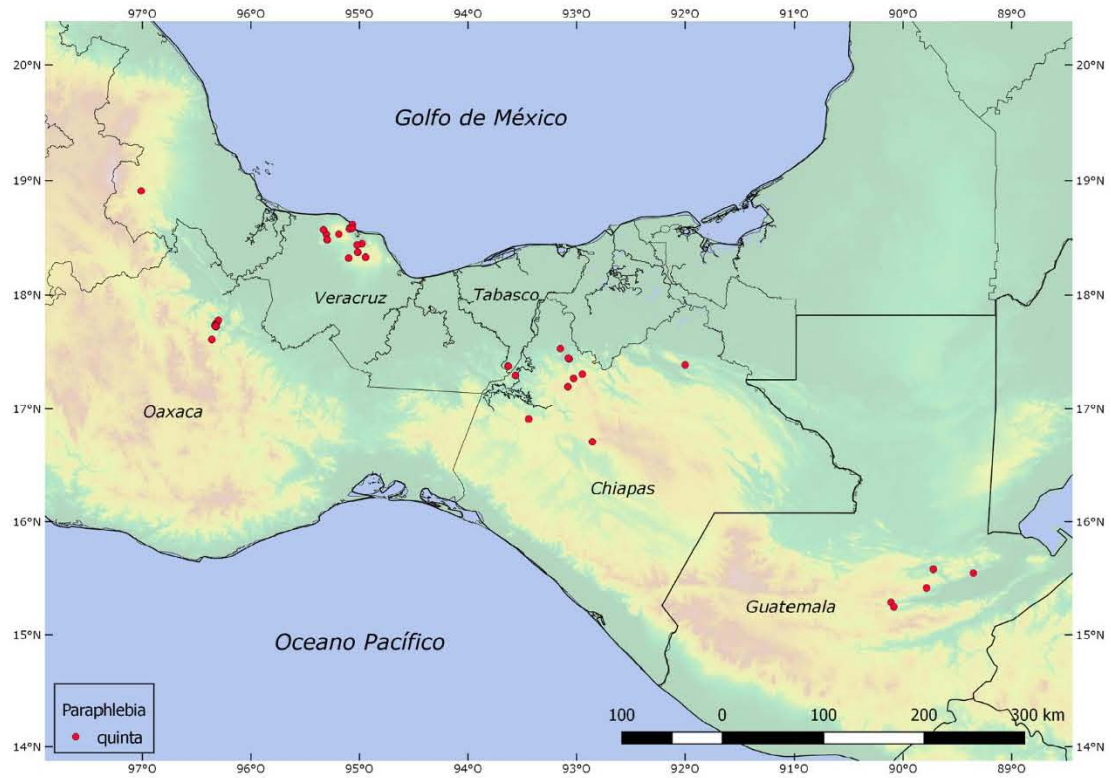 97°O 96°O 95°O 94°O 93°O 92°O 91°O 90°O 89°O
20°N 20°N
Golfo de México
19°N 19°N
18°N 18°N
Veracruz Tabasco
17°N 17°N
Oaxaca
Chiapas
16°N 16°N
Guatemala
15°N 15°N
Oceano Pacífico
Paraphlebia
quinta
100 0 100 200 300 km
14°N 14°N
97°O 96°O 95°O 94°O 93°O 92°O 91°O 90°O 89°O